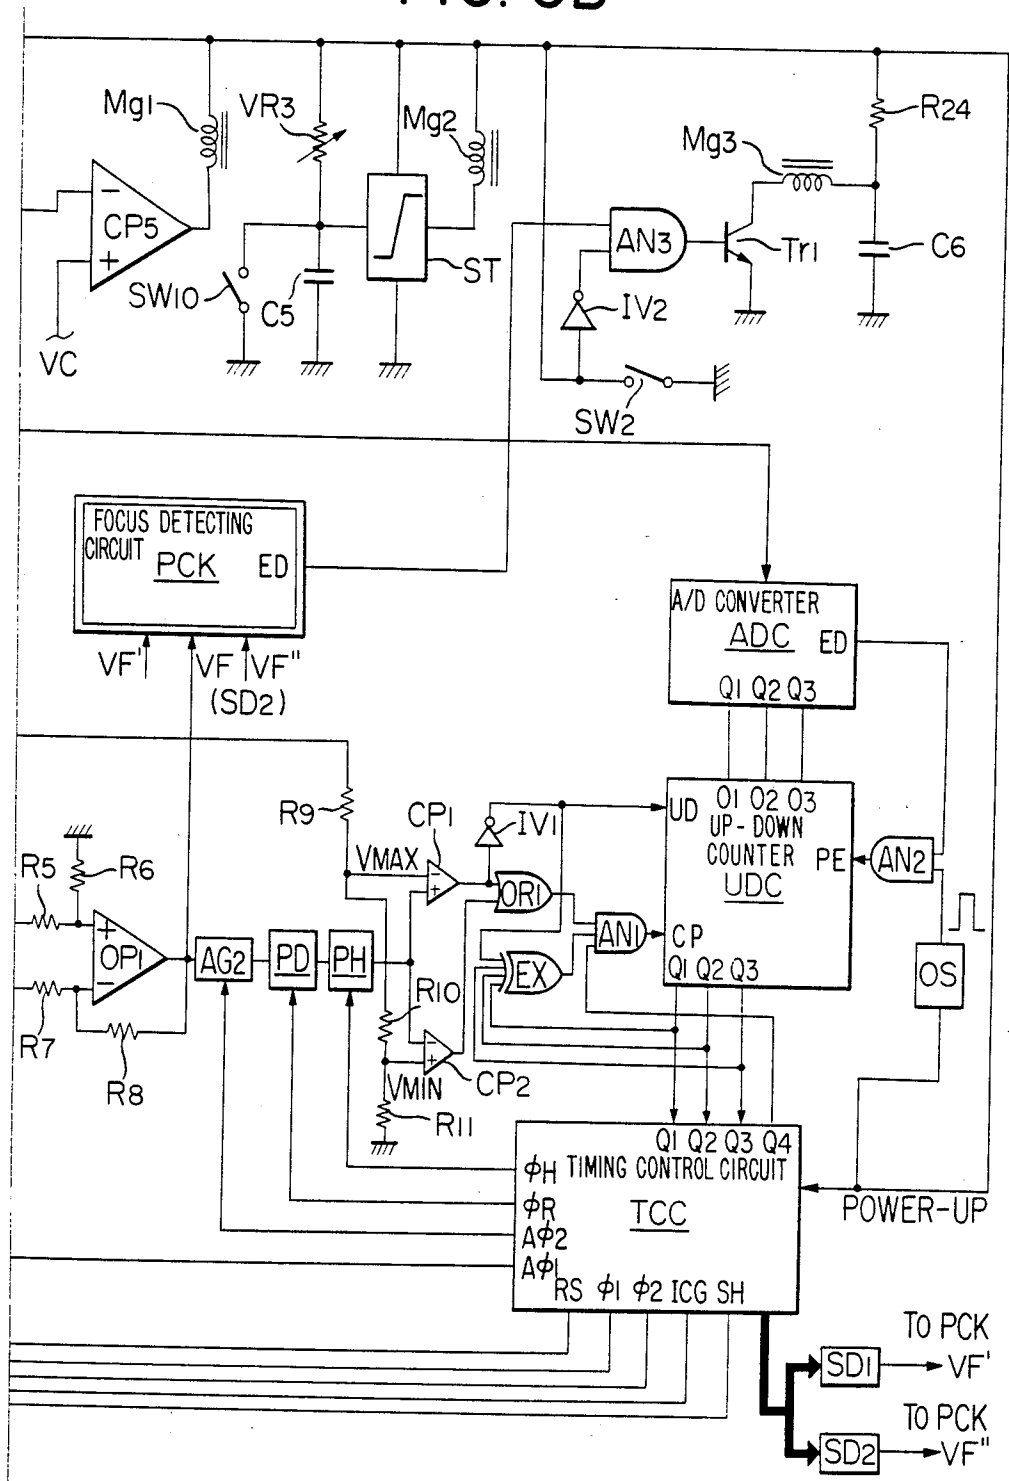 FIG. 8B
Mg1
VR3
Mg2
Mg3
R24
CP5
−
+
VC
SW10
C5
ST
AN3
Tr1
C6
IV2
SW2
FOCUS DETECTING
CIRCUIT PCK ED
VF' VF VF"
(SD2)
A/D CONVERTER
ADC ED
Q1 Q2 Q3
R9
CP1
IV1
VMAX
−
+
OR1
UD O1 O2 O3
UP-DOWN
COUNTER PE
UDC
CP
Q1 Q2 Q3
AN2
AN1
EX
OS
R5
R6
+
OP1
−
R7
R8
AG2
PD
PH
R10
−
+
VMIN
CP2
R11
Q1 Q2 Q3 Q4
TIMING CONTROL CIRCUIT
TCC
φH
φR
Aφ2
Aφ1
RS φ1 φ2 ICG SH
POWER-UP
TO PCK
SD1 VF'
TO PCK
SD2 VF"